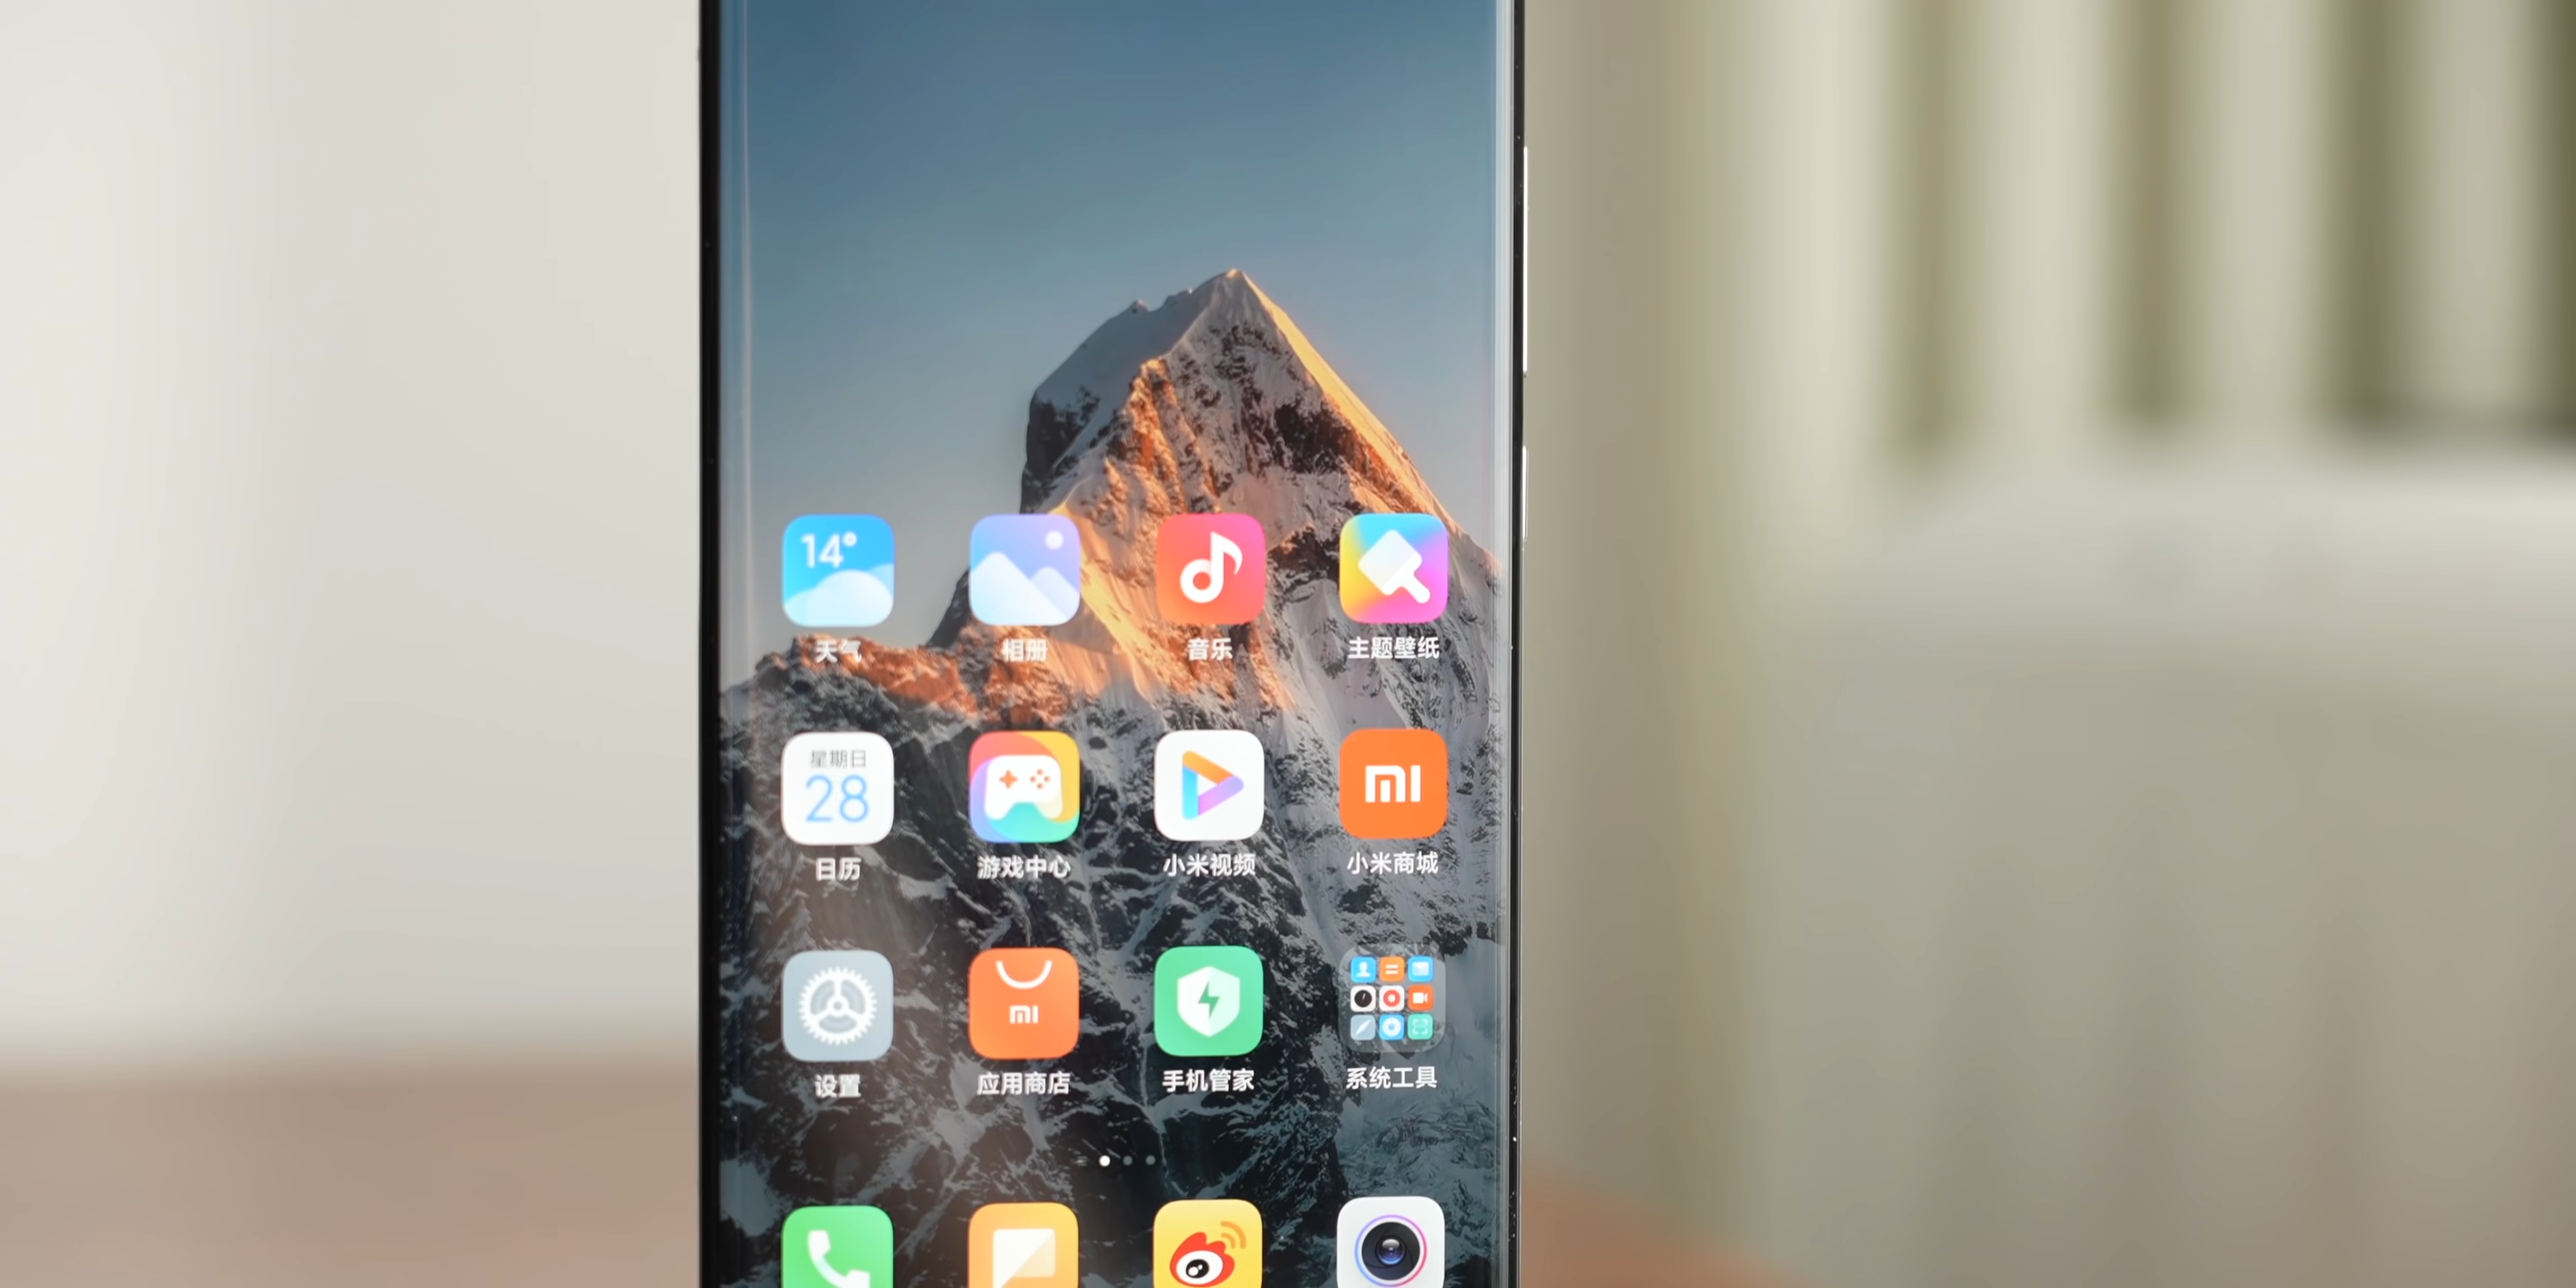 14°
天气
相册
音乐
主题壁纸
星期日
28
日历
游戏中心
小米视频
mi
小米商城
设置
mi
应用商店
手机管家
系统工具